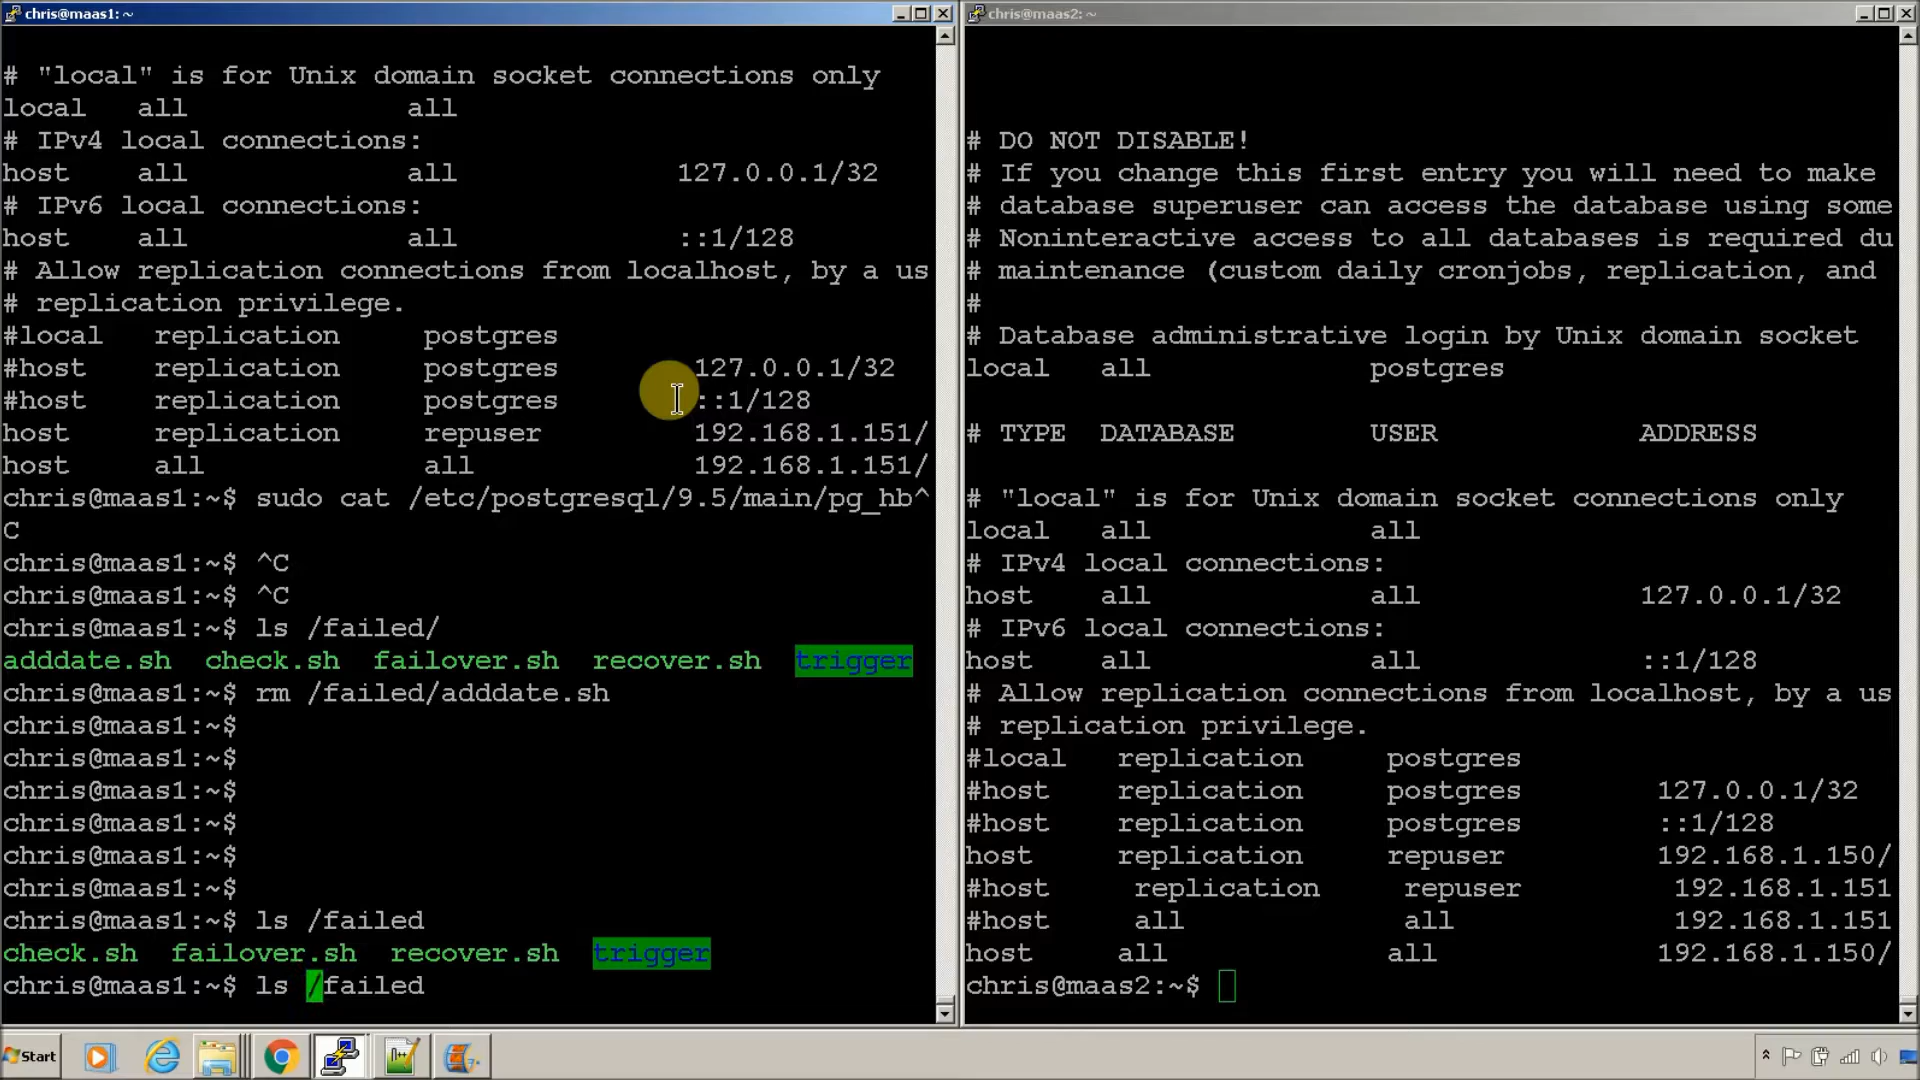 chris@maas1: ~
# "local" is for Unix domain socket connections only
local all all
# IPv4 local connections:
host all all 127.0.0.1/32
# IPv6 local connections:
host all all ::1/128
# Allow replication connections from localhost, by a us
# replication privilege.
#local replication postgres
#host replication postgres 127.0.0.1/32
#host replication postgres ::1/128
host replication repuser 192.168.1.151/
host all all 192.168.1.151/
chris@maas1:~$ sudo cat /etc/postgresql/9.5/main/pg_hb^
C
chris@maas1:~$ ^C
chris@maas1:~$ ^C
chris@maas1:~$ ls /failed/
adddate.sh check.sh failover.sh recover.sh trigger
chris@maas1:~$ rm /failed/adddate.sh
chris@maas1:~$
chris@maas1:~$
chris@maas1:~$
chris@maas1:~$
chris@maas1:~$
chris@maas1:~$
chris@maas1:~$ ls /failed
check.sh failover.sh recover.sh trigger
chris@maas1:~$ ls /failed
chris@maas2: ~
# DO NOT DISABLE!
# If you change this first entry you will need to make
# database superuser can access the database using some
# Noninteractive access to all databases is required du
# maintenance (custom daily cronjobs, replication, and
#
# Database administrative login by Unix domain socket
local all postgres
# TYPE DATABASE USER ADDRESS
# "local" is for Unix domain socket connections only
local all all
# IPv4 local connections:
host all all 127.0.0.1/32
# IPv6 local connections:
host all all ::1/128
# Allow replication connections from localhost, by a us
# replication privilege.
#local replication postgres
#host replication postgres 127.0.0.1/32
#host replication postgres ::1/128
host replication repuser 192.168.1.150/
#host replication repuser 192.168.1.151
#host all all 192.168.1.151
host all all 192.168.1.150/
chris@maas2:~$
Start